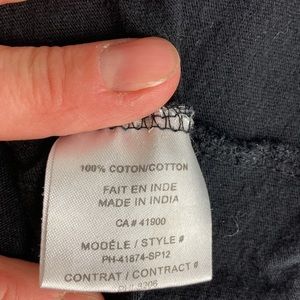 100% COTON/COTTON
FAIT EN INDE
MADE IN INDIA
CA # 41900
MODÈLE / STYLE #
PH-41874-SP12
CONTRAT / CONTRACT #